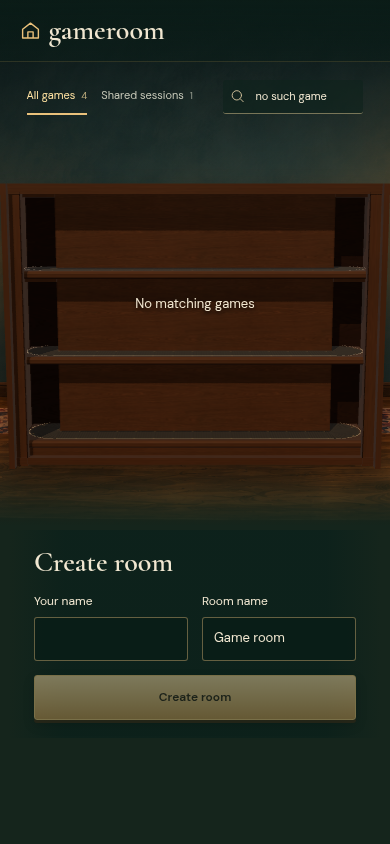 gameroom
All games 4 Shared sessions 1 no such game
No matching games
Create room
Your name Room name
Game room
Create room